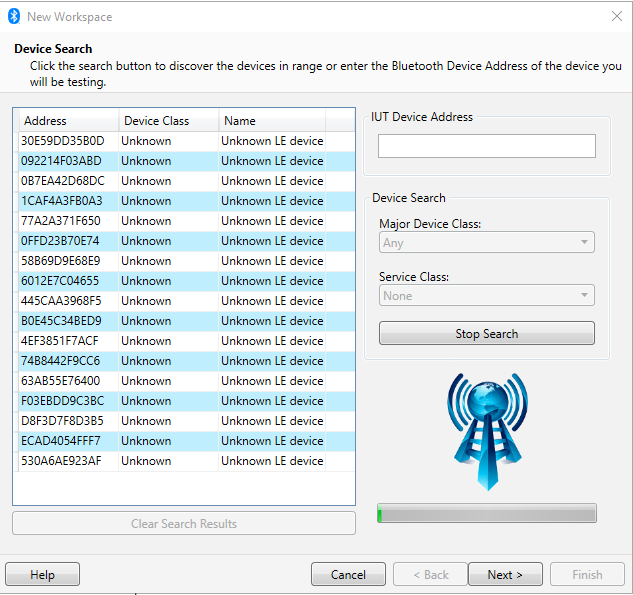 New Workspace
Device Search
Click the search button to discover the devices in range or enter the Bluetooth Device Address of the device you
will be testing.
Address Device Class Name
30E59DD35B0D Unknown Unknown LE device
092214F03ABD Unknown Unknown LE device
0B7EA42D68DC Unknown Unknown LE device
1CAF4A3FB0A3 Unknown Unknown LE device
77A2A371F650 Unknown Unknown LE device
0FFD23B70E74 Unknown Unknown LE device
58B69D9E68E9 Unknown Unknown LE device
6012E7C04655 Unknown Unknown LE device
445CAA3968F5 Unknown Unknown LE device
B0E45C34BED9 Unknown Unknown LE device
4EF3851F7ACF Unknown Unknown LE device
74B8442F9CC6 Unknown Unknown LE device
63AB55E76400 Unknown Unknown LE device
F03EBDD9C3BC Unknown Unknown LE device
D8F3D7F8D3B5 Unknown Unknown LE device
ECAD4054FFF7 Unknown Unknown LE device
530A6AE923AF Unknown Unknown LE device
Clear Search Results
IUT Device Address
Device Search
Major Device Class:
Any
Service Class:
None
Stop Search
Help
Cancel
< Back
Next >
Finish